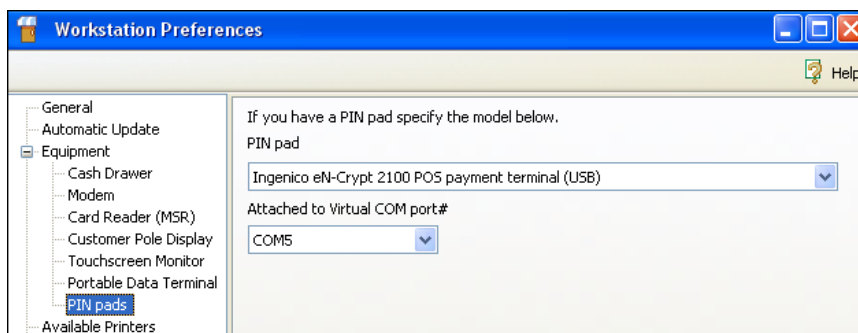 Workstation Preferences
Help
General
Automatic Update
Equipment
Cash Drawer
Modem
Card Reader (MSR)
Customer Pole Display
Touchscreen Monitor
Portable Data Terminal
PIN pads
Available Printers
If you have a PIN pad specify the model below.
PIN pad
Ingenico eN-Crypt 2100 POS payment terminal (USB)
Attached to Virtual COM port#
COM5